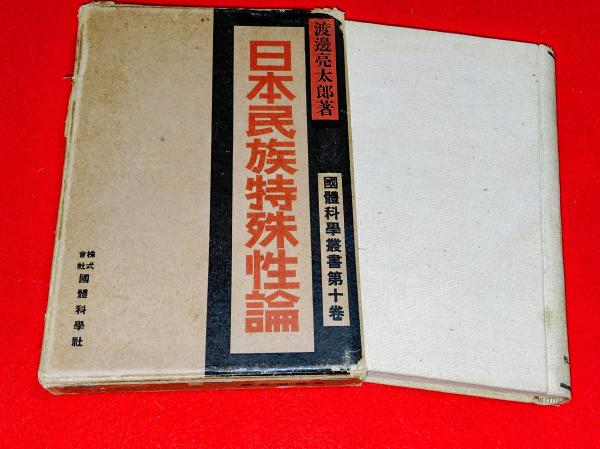 渡邊亮太郎著
日本民族特殊性論
國體科學叢書第十卷
株式會社國體科學社